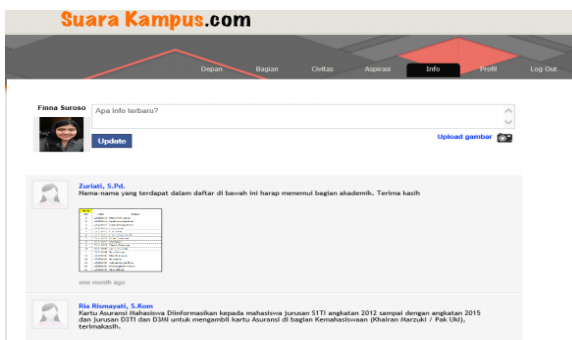 Suara Kampus.com
Depan Bagian Civitas Aspirasi Info Profil Log Out
Finna Suroso
Apa info terbaru?
Update
Upload gambar
Zuriati, S.Pd.
Nama-nama yang terdapat dalam daftar di bawah ini harap menemui bagian akademik. Terima kasih
one month ago
Ria Rismayati, S.Kom
Kartu Asuransi Mahasiswa Diinformasikan kepada mahasiswa jurusan S1TI angkatan 2012 sampai dengan angkatan 2015
dan jurusan D3TI dan D3MI untuk mengambil kartu Asuransi di bagian Kemahasiswaan (Khairan Marzuki / Pak Uki),
terimakasih.